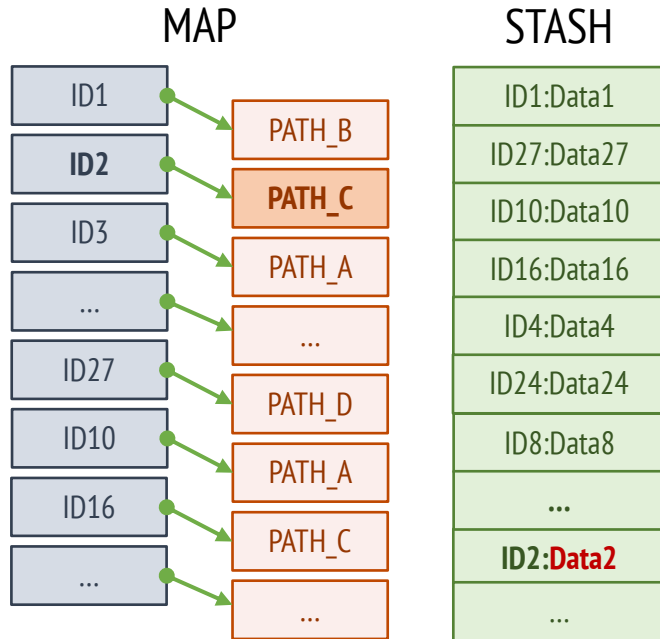 MAP
ID1
PATH_B
ID2
PATH_C
ID3
PATH_A
...
...
ID27
PATH_D
ID10
PATH_A
ID16
PATH_C
...
...
STASH
ID1:Data1
ID27:Data27
ID10:Data10
ID16:Data16
ID4:Data4
ID24:Data24
ID8:Data8
...
ID2:Data2
...